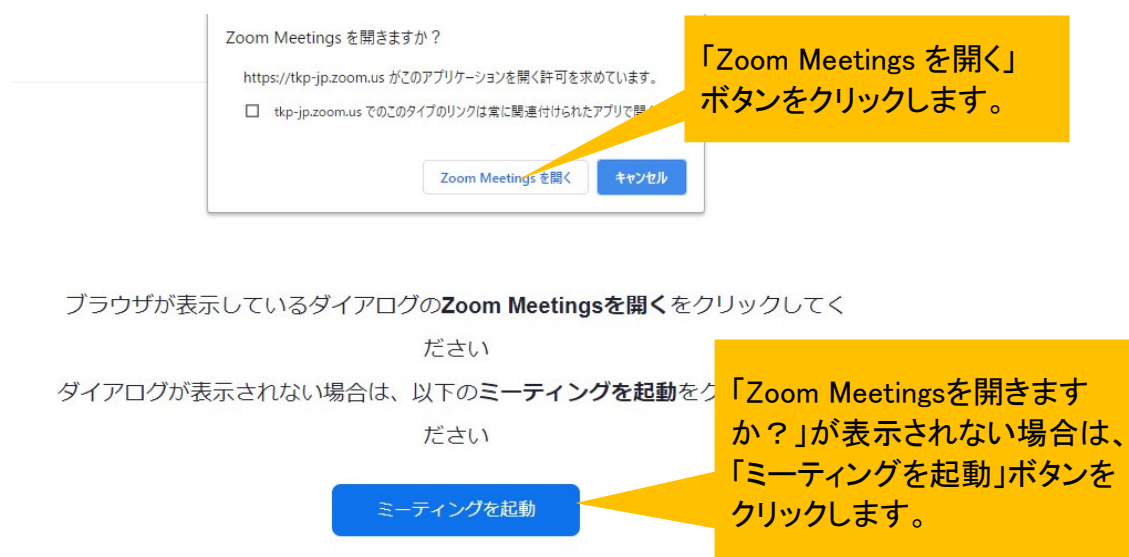 Zoom Meetings を開きますか？
https://tkp-jp.zoom.us がこのアプリケーションを開く許可を求めています。
tkp-jp.zoom.us でのこのタイプのリンクは常に関連付けられたアプリで開
Zoom Meetings を開く
キャンセル
「Zoom Meetings を開く」
ボタンをクリックします。
ブラウザが表示しているダイアログのZoom Meetingsを開くをクリックしてく
ださい
ダイアログが表示されない場合は、以下のミーティングを起動をク
ださい
ミーティングを起動
「Zoom Meetingsを開きます
か？」が表示されない場合は、
「ミーティングを起動」ボタンを
クリックします。